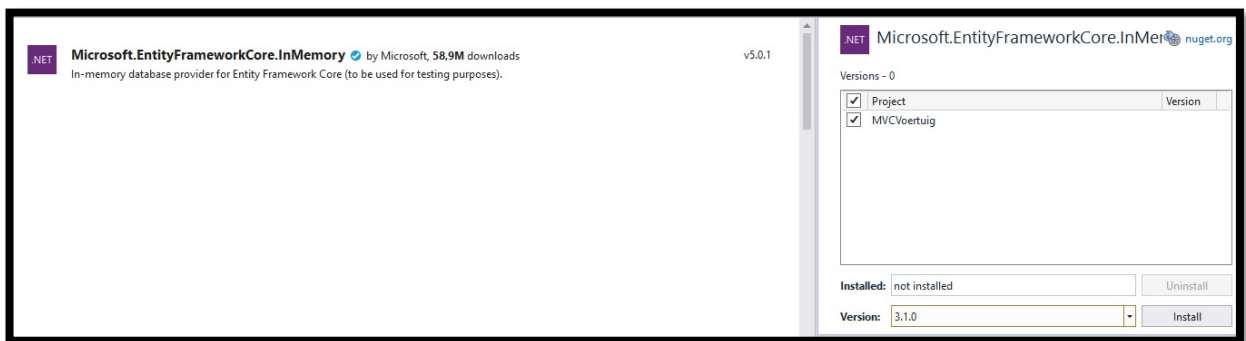 .NET
Microsoft.EntityFrameworkCore.InMemory by Microsoft, 58,9M downloads v5.0.1
In-memory database provider for Entity Framework Core (to be used for testing purposes).
.NET Microsoft.EntityFrameworkCore.InMer nuget.org
Versions - 0
Project Version
MVCVoertuig
Installed: not installed Uninstall
Version: 3.1.0 Install